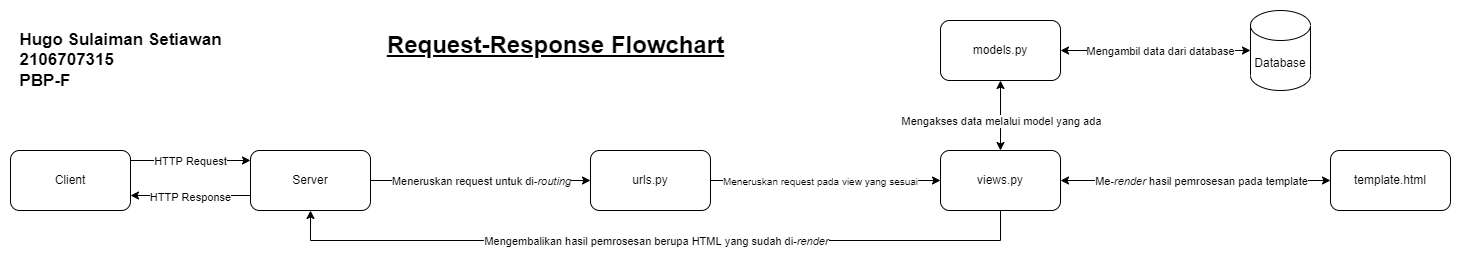 Hugo Sulaiman Setiawan
2106707315
PBP-F
Request-Response Flowchart
models.py
Mengambil data dari database
Database
Mengakses data melalui model yang ada
Client
HTTP Request
HTTP Response
Server
Meneruskan request untuk di-routing
urls.py
Meneruskan request pada view yang sesuai
views.py
Me-render hasil pemrosesan pada template
template.html
Mengembalikan hasil pemprosesan berupa HTML yang sudah di-render